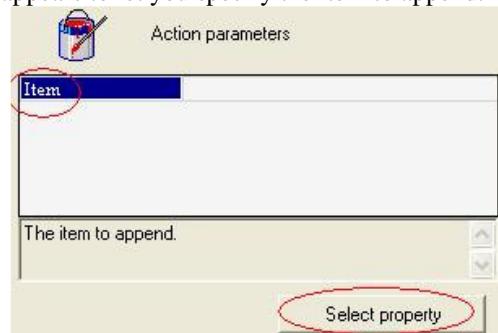 Action parameters
Item
The item to append.
Select property